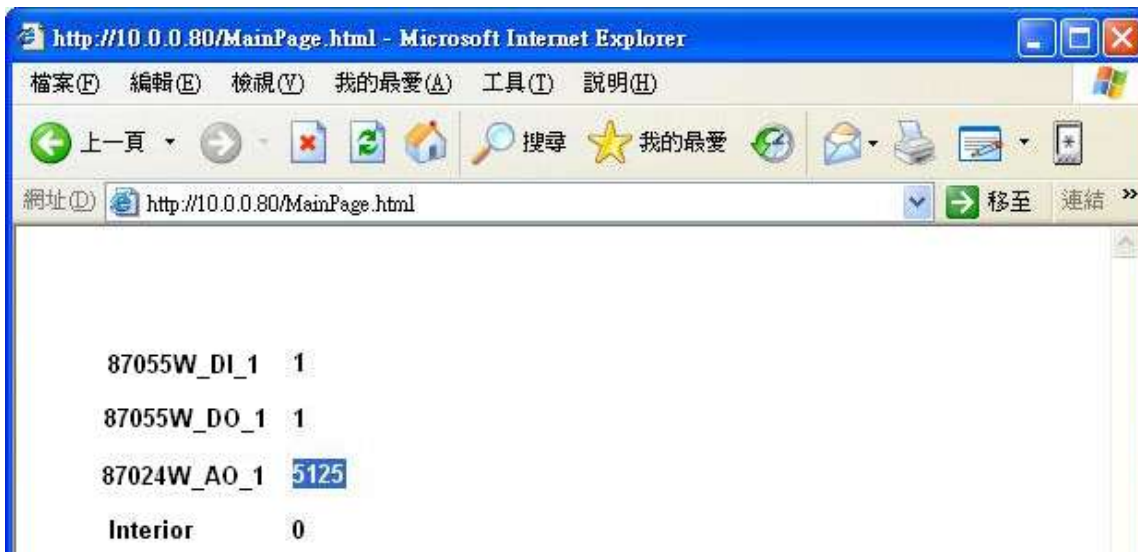 http://10.0.0.80/MainPage.html - Microsoft Internet Explorer
檔案(F) 編輯(E) 檢視(V) 我的最愛(A) 工具(T) 說明(H)
上一頁 搜尋 我的最愛
網址(D) http://10.0.0.80/MainPage.html 移至 連結 »
87055W_DI_1 1
87055W_DO_1 1
87024W_AO_1 5125
Interior 0